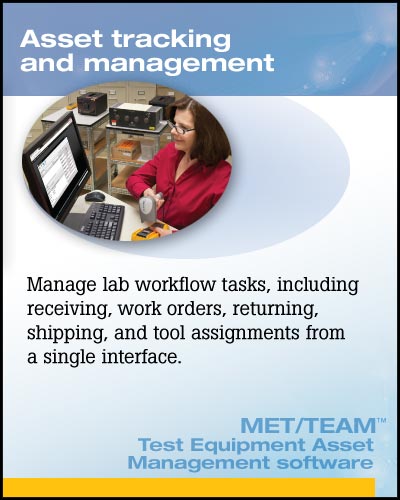 Asset tracking
and management
Manage lab workflow tasks, including
receiving, work orders, returning,
shipping, and tool assignments from
a single interface.
MET/TEAM™
Test Equipment Asset
Management software